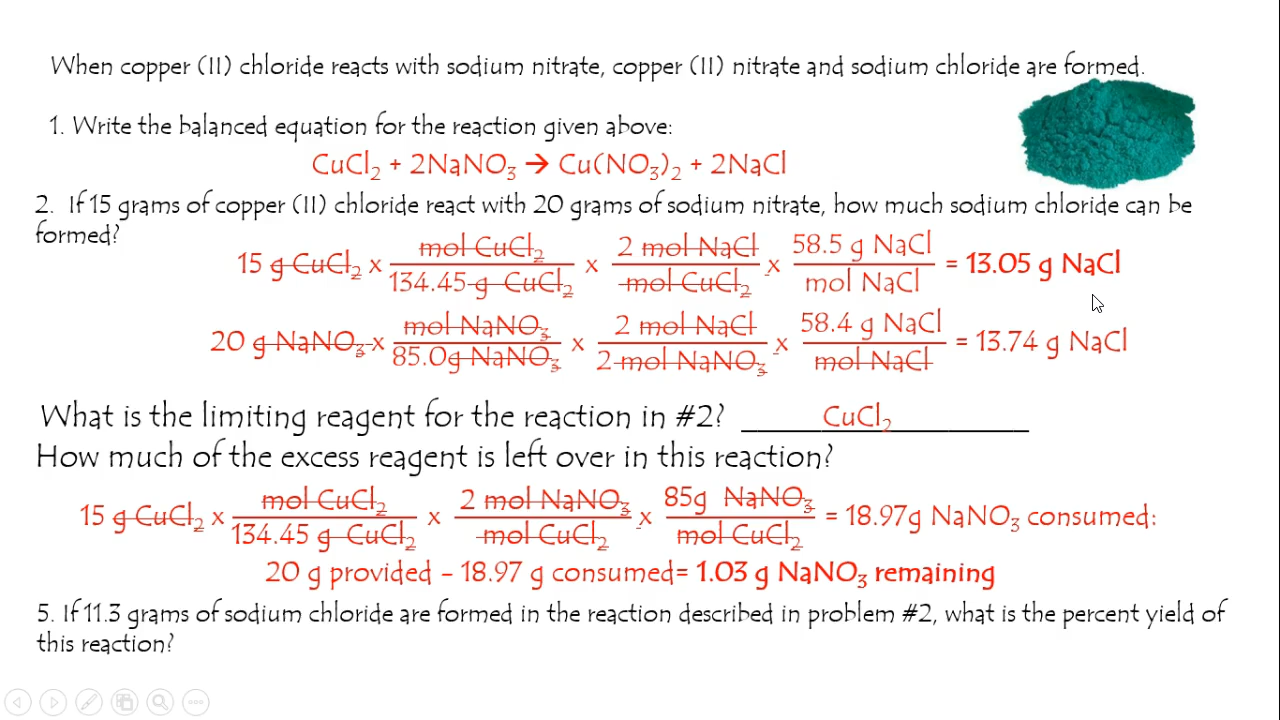 When copper (II) chloride reacts with sodium nitrate, copper (II) nitrate and sodium chloride are formed.
1. Write the balanced equation for the reaction given above:
CuCl₂ + 2NaNO₃ → Cu(NO₃)₂ + 2NaCl
2. If 15 grams of copper (II) chloride react with 20 grams of sodium nitrate, how much sodium chloride can be
formed?
15 g CuCl₂ x mol CuCl₂ / 134.45 g CuCl₂ x 2 mol NaCl / mol CuCl₂ x 58.5 g NaCl / mol NaCl = 13.05 g NaCl
20 g NaNO₃ x mol NaNO₃ / 85.0g NaNO₃ x 2 mol NaCl / 2 mol NaNO₃ x 58.4 g NaCl / mol NaCl = 13.74 g NaCl
What is the limiting reagent for the reaction in #2? CuCl₂
How much of the excess reagent is left over in this reaction?
15 g CuCl₂ x mol CuCl₂ / 134.45 g CuCl₂ x 2 mol NaNO₃ / mol CuCl₂ x 85g NaNO₃ / mol CuCl₂ = 18.97g NaNO₃ consumed:
20 g provided – 18.97 g consumed= 1.03 g NaNO₃ remaining
5. If 11.3 grams of sodium chloride are formed in the reaction described in problem #2, what is the percent yield of
this reaction?